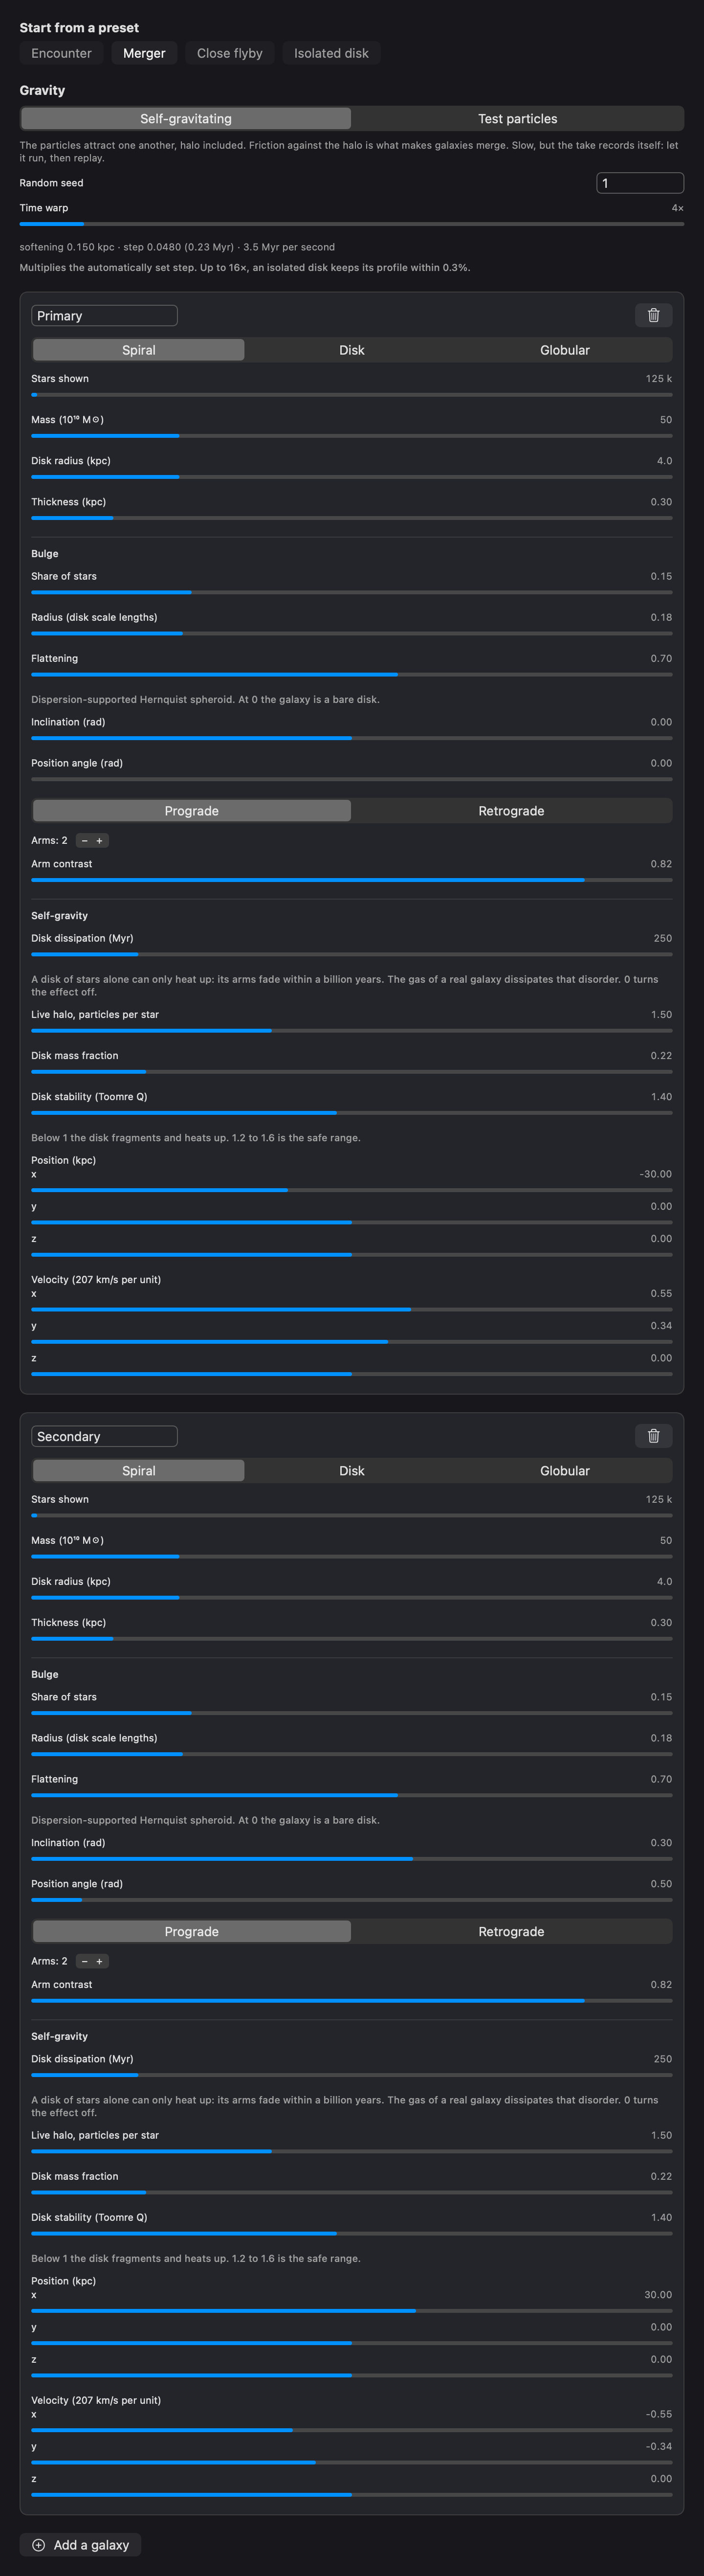 Start from a preset
Encounter Merger Close flyby Isolated disk
Gravity
Self-gravitating Test particles
The particles attract one another, halo included. Friction against the halo is what makes galaxies merge. Slow, but the take records itself: let
it run, then replay.
Random seed 1
Time warp 4×
softening 0.150 kpc · step 0.0480 (0.23 Myr) · 3.5 Myr per second
Multiplies the automatically set step. Up to 16×, an isolated disk keeps its profile within 0.3%.
Primary
Spiral Disk Globular
Stars shown 125 k
Mass (10¹⁰ M☉) 50
Disk radius (kpc) 4.0
Thickness (kpc) 0.30
Bulge
Share of stars 0.15
Radius (disk scale lengths) 0.18
Flattening 0.70
Dispersion-supported Hernquist spheroid. At 0 the galaxy is a bare disk.
Inclination (rad) 0.00
Position angle (rad) 0.00
Prograde Retrograde
Arms: 2 − +
Arm contrast 0.82
Self-gravity
Disk dissipation (Myr) 250
A disk of stars alone can only heat up: its arms fade within a billion years. The gas of a real galaxy dissipates that disorder. 0 turns
the effect off.
Live halo, particles per star 1.50
Disk mass fraction 0.22
Disk stability (Toomre Q) 1.40
Below 1 the disk fragments and heats up. 1.2 to 1.6 is the safe range.
Position (kpc)
x -30.00
y 0.00
z 0.00
Velocity (207 km/s per unit)
x 0.55
y 0.34
z 0.00
Secondary
Spiral Disk Globular
Stars shown 125 k
Mass (10¹⁰ M☉) 50
Disk radius (kpc) 4.0
Thickness (kpc) 0.30
Bulge
Share of stars 0.15
Radius (disk scale lengths) 0.18
Flattening 0.70
Dispersion-supported Hernquist spheroid. At 0 the galaxy is a bare disk.
Inclination (rad) 0.30
Position angle (rad) 0.50
Prograde Retrograde
Arms: 2 − +
Arm contrast 0.82
Self-gravity
Disk dissipation (Myr) 250
A disk of stars alone can only heat up: its arms fade within a billion years. The gas of a real galaxy dissipates that disorder. 0 turns
the effect off.
Live halo, particles per star 1.50
Disk mass fraction 0.22
Disk stability (Toomre Q) 1.40
Below 1 the disk fragments and heats up. 1.2 to 1.6 is the safe range.
Position (kpc)
x 30.00
y 0.00
z 0.00
Velocity (207 km/s per unit)
x -0.55
y -0.34
z 0.00
Add a galaxy